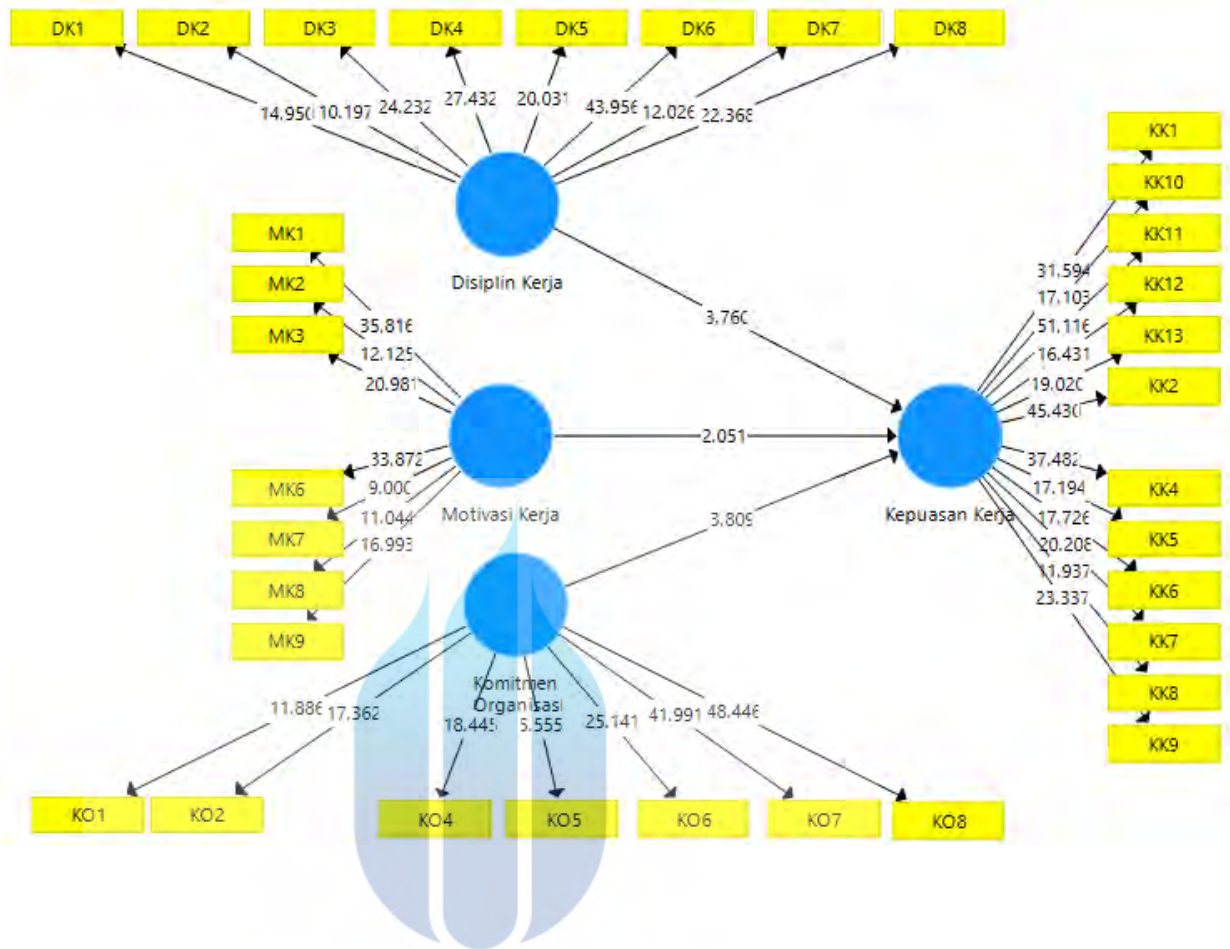 DK1 DK2 DK3 DK4 DK5 DK6 DK7 DK8
14.950 10.197 24.232 27.432 20.031 43.956 12.026 22.368
Disiplin Kerja
MK1
MK2
MK3
35.816
12.125
20.981
33.872
9.000
11.044
16.993
MK6
MK7
MK8
MK9
Motivasi Kerja
3.760
2.051
3.809
Komitmen
Organisasi
11.886 17.362 18.445 25.141 41.991 48.446
KO1 KO2 KO4 KO5 KO6 KO7 KO8
Kepuasan Kerja
31.594
17.103
51.116
16.431
19.020
45.430
37.482
17.194
17.726
20.208
11.937
23.337
KK1
KK10
KK11
KK12
KK13
KK2
KK4
KK5
KK6
KK7
KK8
KK9